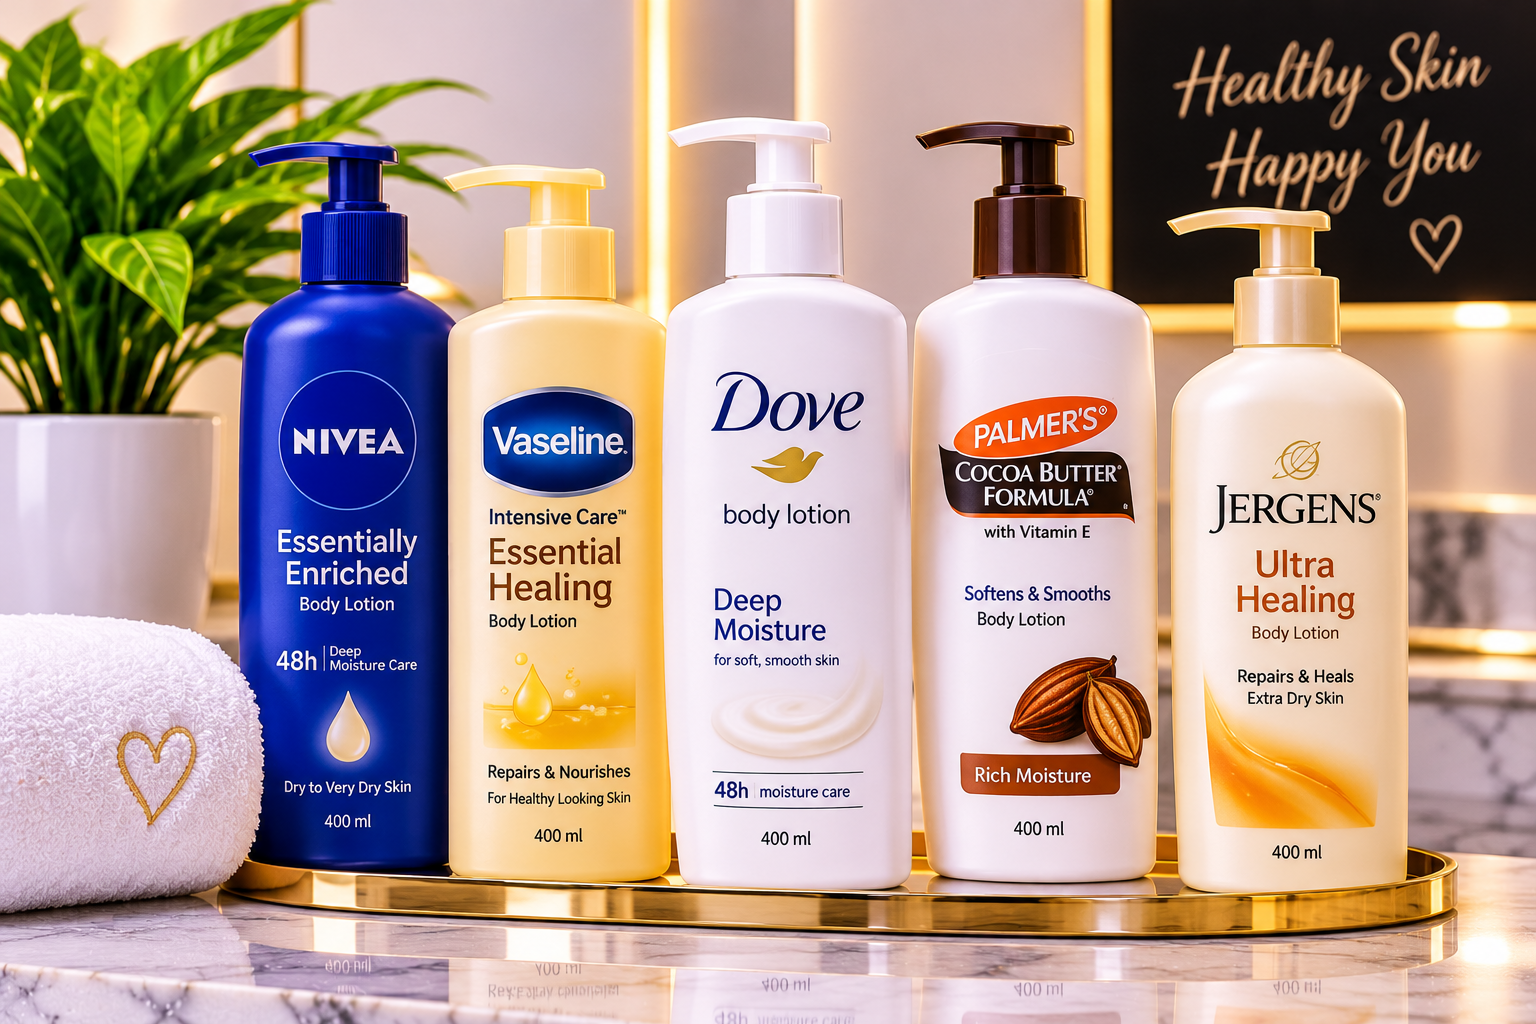 Healthy Skin
Happy You
NIVEA
Essentially
Enriched
Body Lotion
48h
Deep
Moisture Care
Dry to Very Dry Skin
400 ml
Vaseline.
Intensive Care™
Essential
Healing
Body Lotion
Repairs & Nourishes
For Healthy Looking Skin
400 ml
Dove
body lotion
Deep
Moisture
for soft, smooth skin
48h moisture care
400 ml
PALMER'S®
COCOA BUTTER®
FORMULA®
with Vitamin E
Softens & Smooths
Body Lotion
Rich Moisture
400 ml
JERGENS®
Ultra
Healing
Body Lotion
Repairs & Heals
Extra Dry Skin
400 ml